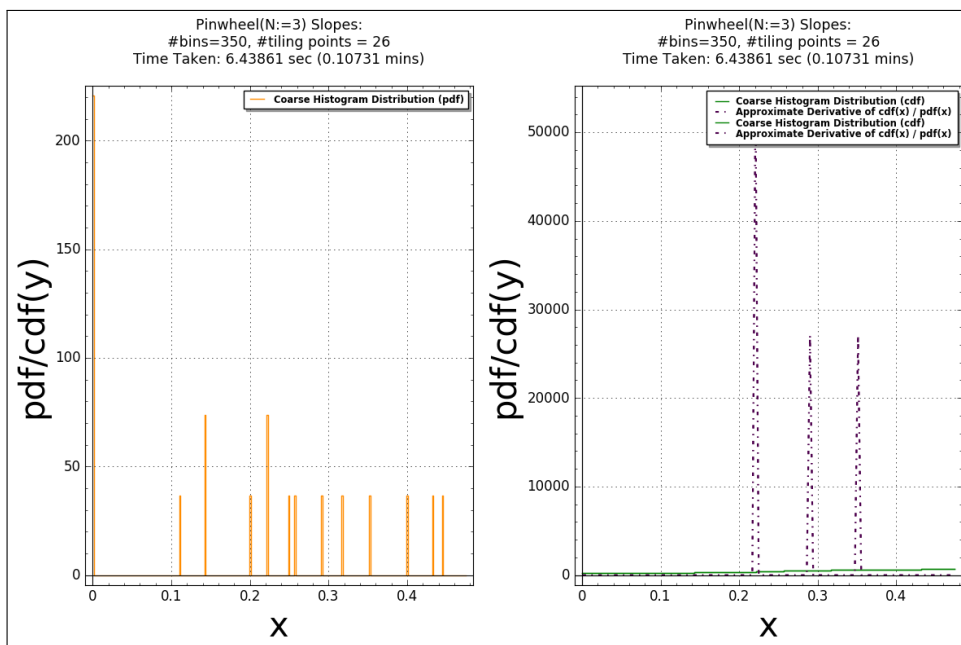 Pinwheel(N:=3) Slopes:
#bins=350, #tiling points = 26
Time Taken: 6.43861 sec (0.10731 mins)
Coarse Histogram Distribution (pdf)
200
150
100
50
0
pdf/cdf(y)
0
0.1
0.2
0.3
0.4
x
Pinwheel(N:=3) Slopes:
#bins=350, #tiling points = 26
Time Taken: 6.43861 sec (0.10731 mins)
Coarse Histogram Distribution (cdf)
Approximate Derivative of cdf(x) / pdf(x)
Coarse Histogram Distribution (cdf)
Approximate Derivative of cdf(x) / pdf(x)
50000
40000
30000
20000
10000
0
pdf/cdf(y)
0
0.1
0.2
0.3
0.4
x